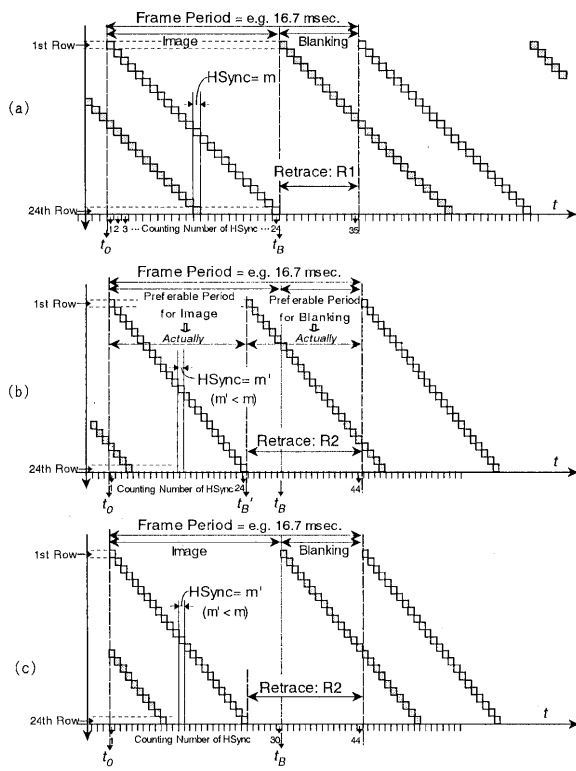 (a)
Frame Period = e.g. 16.7 msec.
Image
Blanking
1st Row
HSync= m
Retrace: R1
24th Row
1 2 3 ... Counting Number of HSync ... 24
35
t
t0
tB
(b)
Frame Period = e.g. 16.7 msec.
1st Row
Preferable Period for Image
Preferable Period for Blanking
Actually
Actually
HSync= m'
(m' < m)
Retrace: R2
24th Row
1
Counting Number of HSync
24
44
t
t0
tB'
tB
(c)
Frame Period = e.g. 16.7 msec.
Image
Blanking
1st Row
HSync= m'
(m' < m)
Retrace: R2
24th Row
1
Counting Number of HSync
30
44
t
t0
tB